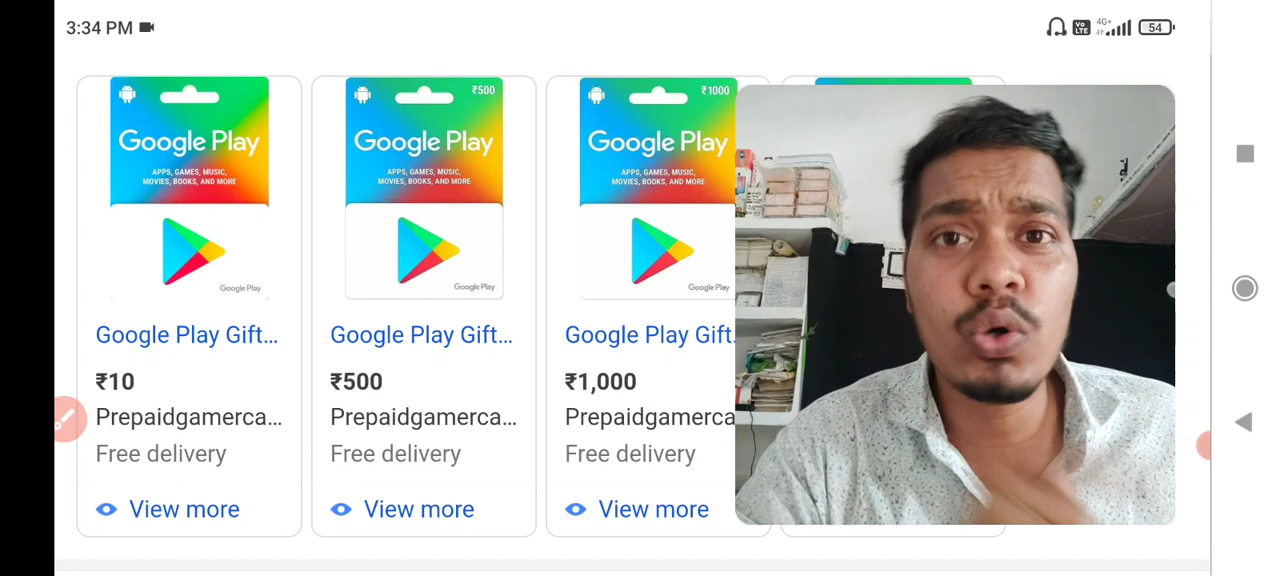 3:34 PM
Vo LTE
4G+
54
Google Play
APPS, GAMES, MUSIC,
MOVIES, BOOKS, AND MORE
Google Play
Google Play Gift...
₹10
Prepaidgamerca...
Free delivery
View more
₹500
Google Play
APPS, GAMES, MUSIC,
MOVIES, BOOKS, AND MORE
Google Play
Google Play Gift...
₹500
Prepaidgamerca...
Free delivery
View more
₹1000
Google Play
APPS, GAMES, MUSIC,
MOVIES, BOOKS, AND MORE
Google Play
Google Play Gift.
₹1,000
Prepaidgamerca
Free delivery
View more